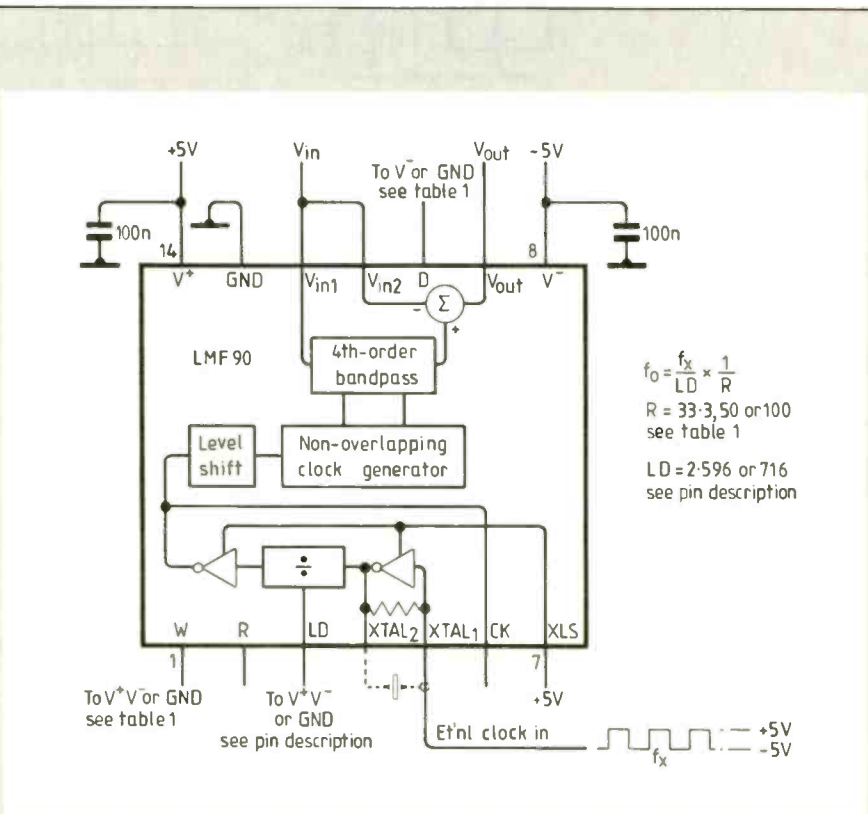 +5V
Vin
To V⁻ or GND
see table 1
Vout
-5V
100n
100n
14
8
V⁺
GND
Vin1
Vin2
D
Vout
V⁻
Σ
-
+
LMF90
4th-order
bandpass
Level
shift
Non-overlapping
clock generator
÷
f₀ = fx/LD × 1/R
R = 33·3, 50 or 100
see table 1
LD = 2·596 or 716
see pin description
W
R
LD
XTAL₂
XTAL₁
CK
XLS
1
7
To V⁺V⁻ or GND
see table 1
To V⁺V⁻
or GND
see pin description
+5V
Et'nl clock in
fx
+5V
-5V